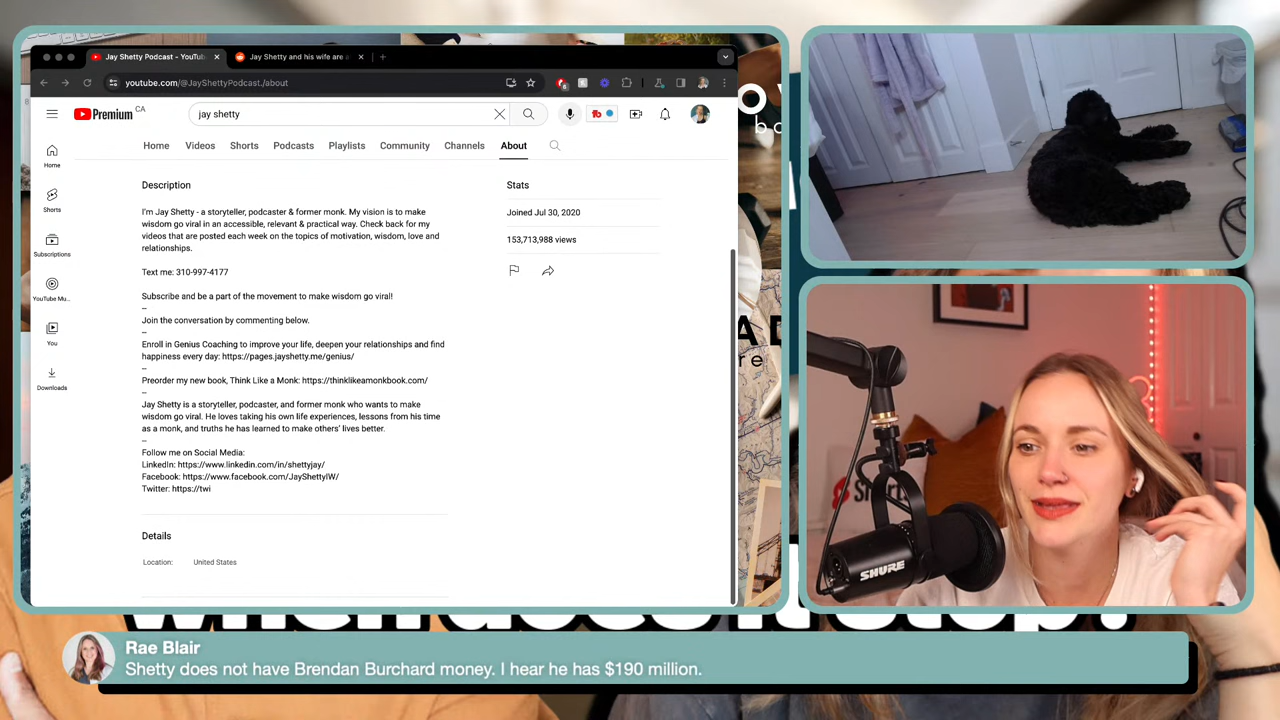 Jay Shetty Podcast - YouTub
Jay Shetty and his wife are a
youtube.com/@JayShettyPodcast./about
6
Premium
CA
jay shetty
Home
Videos
Shorts
Podcasts
Playlists
Community
Channels
About
Home
Shorts
Subscriptions
YouTube Mu...
You
Downloads
Description
I'm Jay Shetty - a storyteller, podcaster & former monk. My vision is to make
wisdom go viral in an accessible, relevant & practical way. Check back for my
videos that are posted each week on the topics of motivation, wisdom, love and
relationships.
Text me: 310-997-4177
Subscribe and be a part of the movement to make wisdom go viral!
--
Join the conversation by commenting below.
--
Enroll in Genius Coaching to improve your life, deepen your relationships and find
happiness every day: https://pages.jayshetty.me/genius/
--
Preorder my new book, Think Like a Monk: https://thinklikeamonkbook.com/
--
Jay Shetty is a storyteller, podcaster, and former monk who wants to make
wisdom go viral. He loves taking his own life experiences, lessons from his time
as a monk, and truths he has learned to make others' lives better.
--
Follow me on Social Media:
LinkedIn: https://www.linkedin.com/in/shettyjay/
Facebook: https://www.facebook.com/JayShettyIW/
Twitter: https://twi
Details
Location:
United States
Stats
Joined Jul 30, 2020
153,713,988 views
SHURE
Rae Blair
Shetty does not have Brendan Burchard money. I hear he has $190 million.